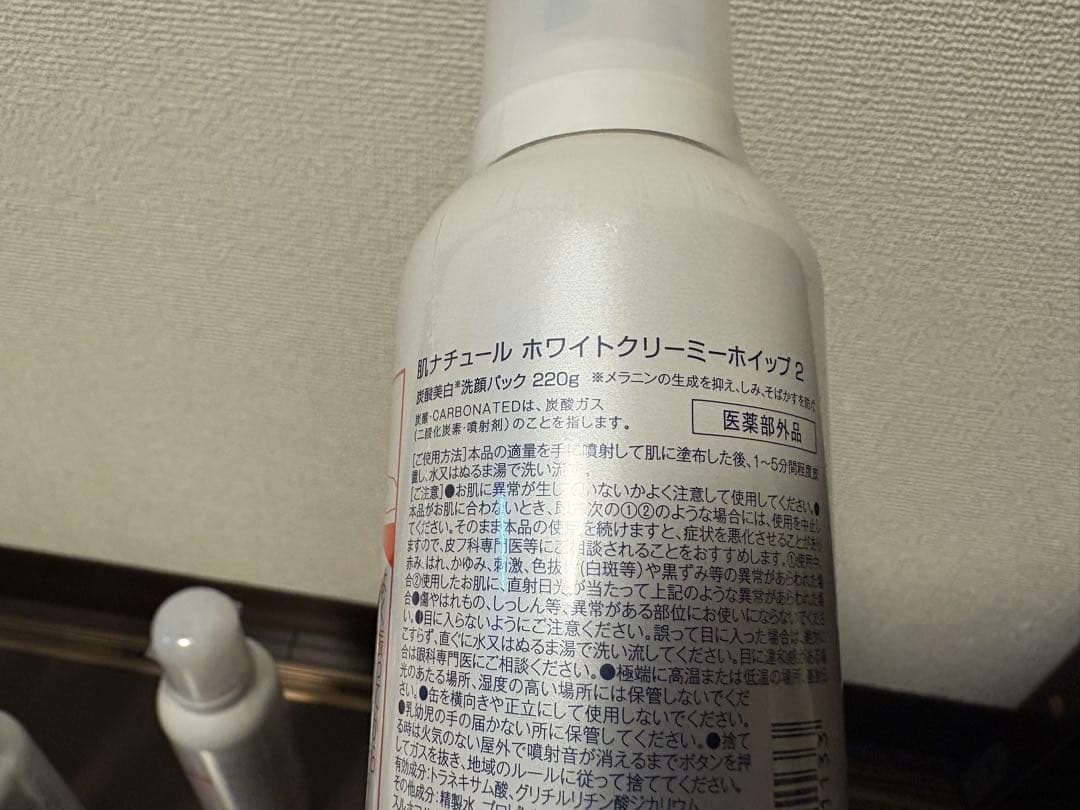 肌ナチュール ホワイトクリーミーホイップ2
炭酸美白※洗顔パック 220g ※メラニンの生成を抑え、しみ、そばかすを防ぐ
炭酸・CARBONATEDは、炭酸ガス
(二酸化炭素・噴射剤)のことを指します。
医薬部外品
[ご使用方法]本品の適量を手に噴射して肌に塗布した後、1〜5分間程度放
置し、水又はぬるま湯で洗い流す。
[ご注意]●お肌に異常が生じていないかよく注意して使用してください。●
本品がお肌に合わないとき、即ち次の①②のような場合には、使用を中止し
てください。そのまま本品の使用を続けますと、症状を悪化させることがあり
ますので、皮フ科専門医等にご相談されることをおすすめします。①使用中、
赤み、はれ、かゆみ、刺激、色抜け(白斑等)や黒ずみ等の異常があらわれた場
合②使用したお肌に、直射日光が当たって上記のような異常があらわれた場
合●傷やはれもの、しっしん等、異常がある部位にお使いにならないでくださ
い。●目に入らないようにご注意ください。誤って目に入った場合は、絶対に
こすらず、直ぐに水又はぬるま湯で洗い流してください。目に違和感がある場
合は眼科専門医にご相談ください。●極端に高温または低温の場所、直射日
光のあたる場所、湿度の高い場所には保管しないでくだ
さい。●缶を横向きや正立にして使用しないでください。
●乳幼児の手の届かない所に保管してください。●捨て
る時は火気のない屋外で噴射音が消えるまでボタンを押
してガスを抜き、地域のルールに従って捨ててください。
有効成分:トラネキサム酸、グリチルリチン酸ジカリウム
その他成分:精製水、